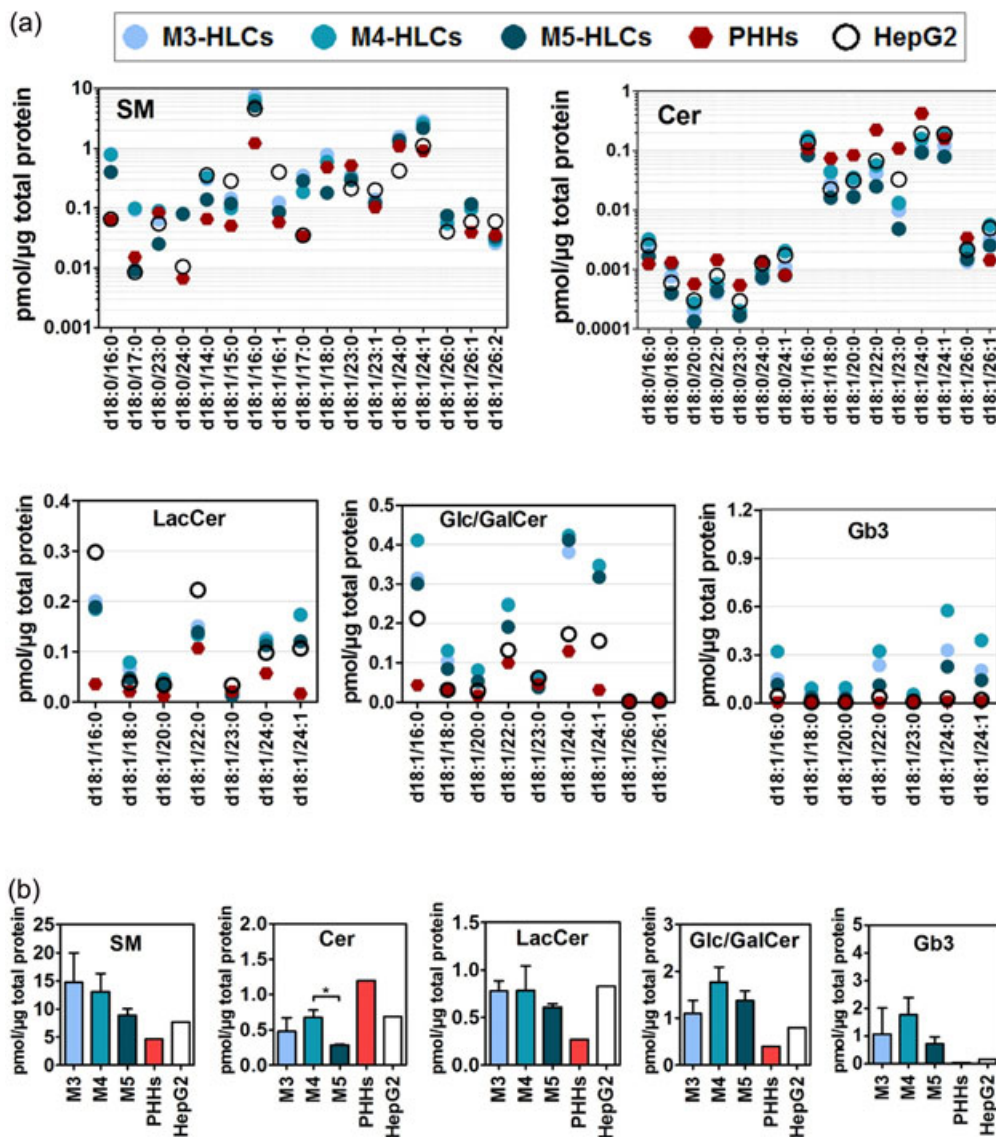 (a)
M3-HLCs M4-HLCs M5-HLCs PHHs HepG2
SM
pmol/µg total protein
10
1
0.1
0.01
0.001
d18:0/16:0
d18:0/17:0
d18:0/23:0
d18:0/24:0
d18:1/14:0
d18:1/15:0
d18:1/16:0
d18:1/16:1
d18:1/17:0
d18:1/23:0
d18:1/23:1
d18:1/24:0
d18:1/24:1
d18:1/26:0
d18:1/26:1
d18:1/26:2
Cer
pmol/µg total protein
1
0.1
0.01
0.001
0.0001
d18:0/16:0
d18:0/18:0
d18:0/20:0
d18:0/22:0
d18:0/23:0
d18:0/24:0
d18:0/24:1
d18:1/16:0
d18:1/18:0
d18:1/20:0
d18:1/22:0
d18:1/23:0
d18:1/24:0
d18:1/24:1
d18:1/26:0
d18:1/26:1
LacCer
pmol/µg total protein
0.4
0.3
0.2
0.1
0.0
d18:1/16:0
d18:1/18:0
d18:1/20:0
d18:1/22:0
d18:1/23:0
d18:1/24:0
d18:1/24:1
Glc/GalCer
pmol/µg total protein
0.5
0.4
0.3
0.2
0.1
0.0
d18:1/16:0
d18:1/18:0
d18:1/20:0
d18:1/22:0
d18:1/23:0
d18:1/24:0
d18:1/24:1
d18:1/26:0
d18:1/26:1
Gb3
pmol/µg total protein
1.2
0.9
0.6
0.3
0.0
d18:1/16:0
d18:1/18:0
d18:1/20:0
d18:1/22:0
d18:1/23:0
d18:1/24:0
d18:1/24:1
(b)
SM
pmol/µg total protein
25
20
15
10
5
0
M3
M4
M5
PHHs
HepG2
Cer
pmol/µg total protein
2.0
1.5
1.0
0.5
0.0
*
M3
M4
M5
PHHs
HepG2
LacCer
pmol/µg total protein
1.5
1.0
0.5
0.0
M3
M4
M5
PHHs
HepG2
Glc/GalCer
pmol/µg total protein
3
2
1
0
M3
M4
M5
PHHs
HepG2
Gb3
pmol/µg total protein
5
4
3
2
1
0
M3
M4
M5
PHHs
HepG2